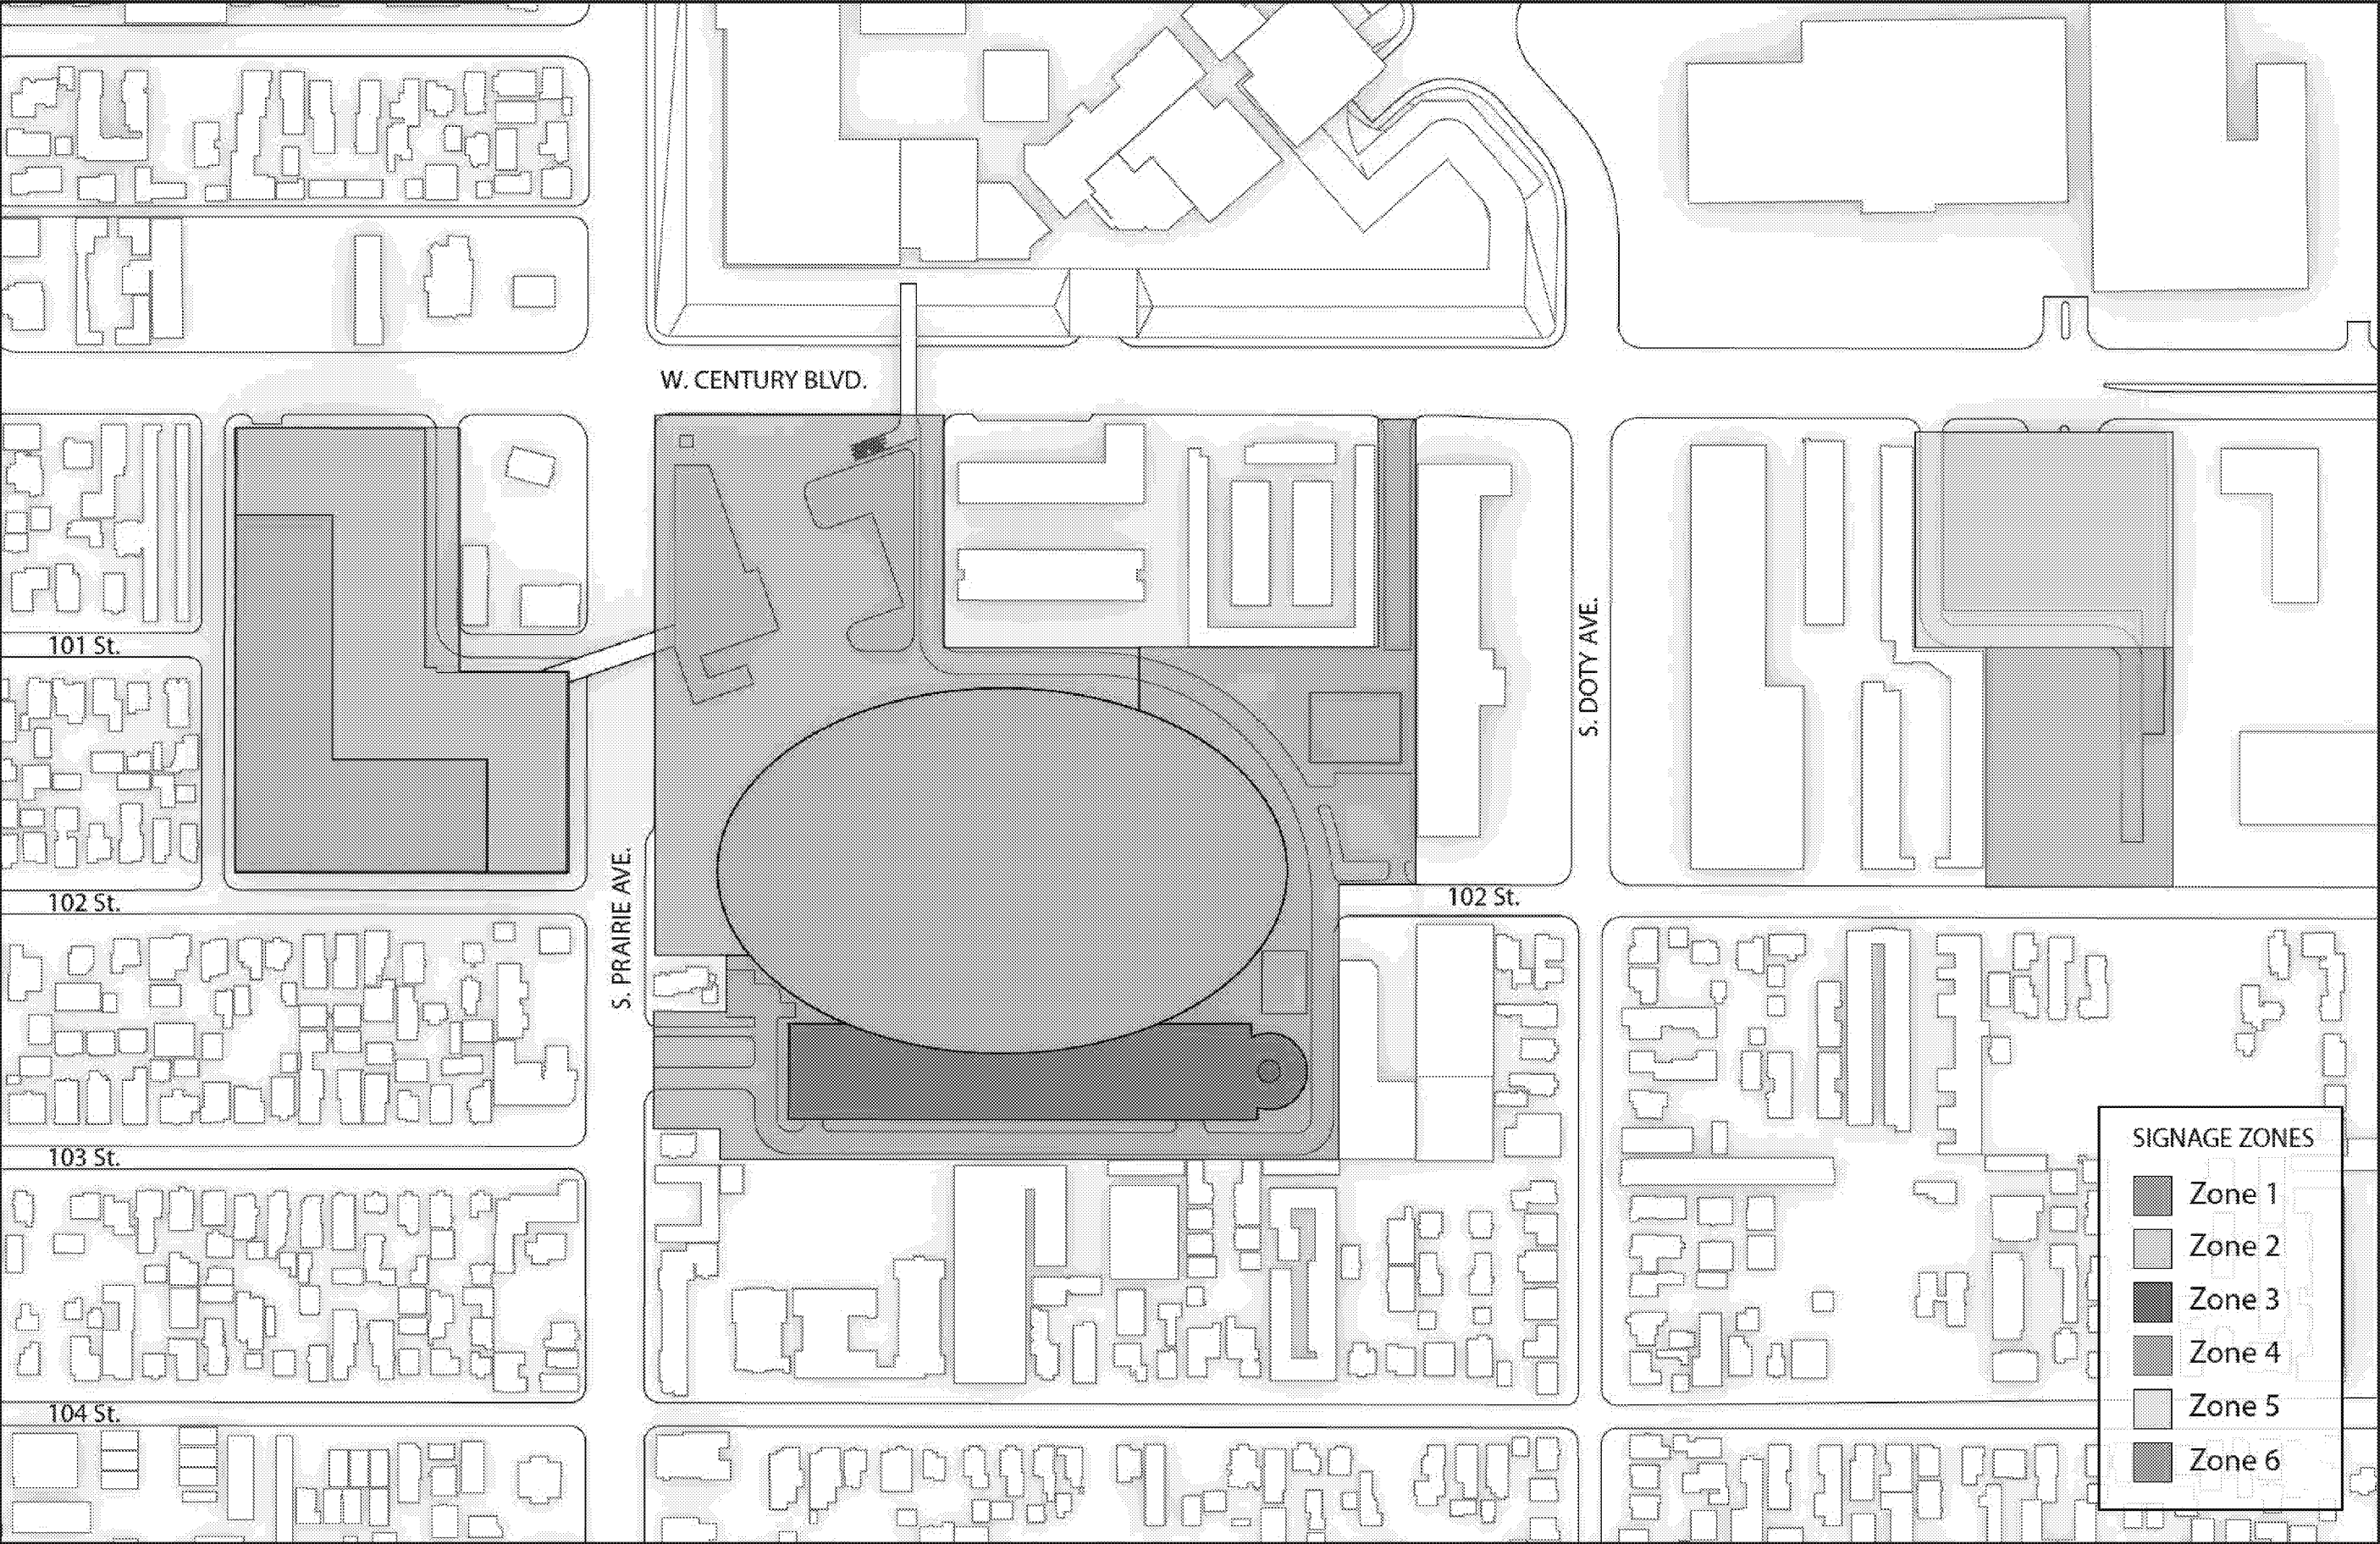 W. CENTURY BLVD.
101 St.
S. DOTY AVE.
S. PRAIRIE AVE.
102 St.
102 St.
103 St.
104 St.
SIGNAGE ZONES
Zone 1
Zone 2
Zone 3
Zone 4
Zone 5
Zone 6